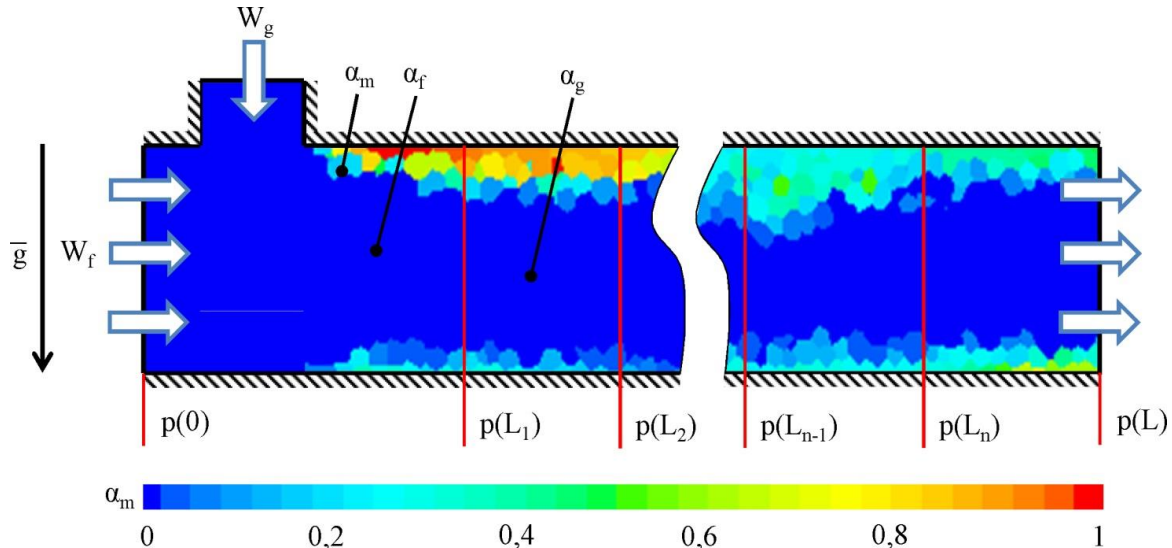 W_g
α_m α_f α_g
g̅ W_f
p(0) p(L_1) p(L_2) p(L_{n-1}) p(L_n) p(L)
α_m
0 0,2 0,4 0,6 0,8 1